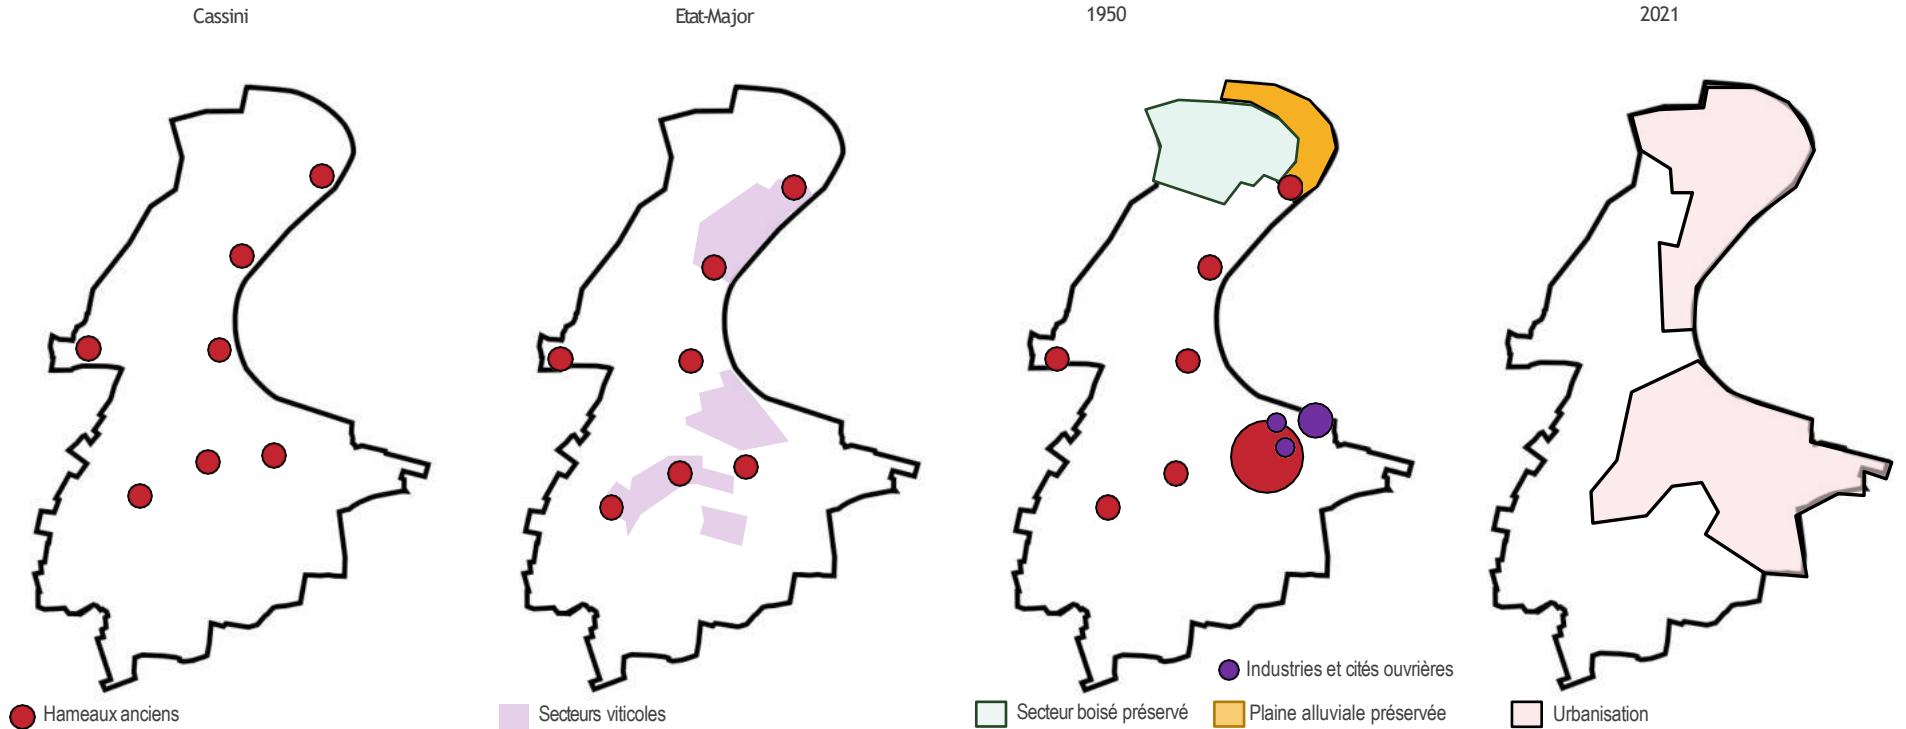 Cassini
Etat-Major
1950
2021
Industries et cités ouvrières
Hameaux anciens
Secteurs viticoles
Secteur boisé préservé
Plaine alluviale préservée
Urbanisation